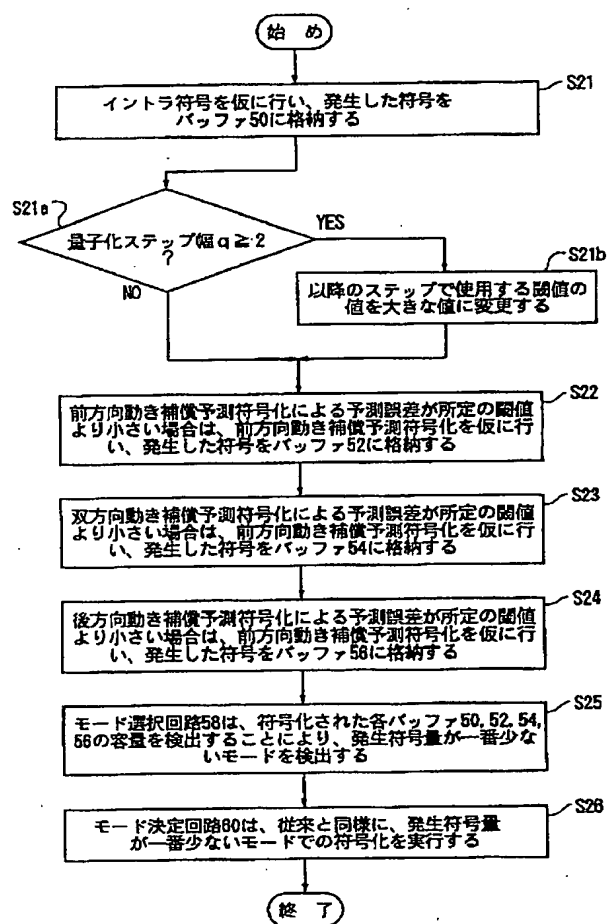 始 め
S21
イントラ符号を仮に行い、発生した符号を
バッファ50に格納する
S21a
量子化ステップ幅q≧2
?
YES
NO
S21b
以降のステップで使用する閾値の
値を大きな値に変更する
S22
前方向動き補償予測符号化による予測誤差が所定の閾値
より小さい場合は、前方向動き補償予測符号化を仮に行
い、発生した符号をバッファ52に格納する
S23
双方向動き補償予測符号化による予測誤差が所定の閾値
より小さい場合は、前方向動き補償予測符号化を仮に行
い、発生した符号をバッファ54に格納する
S24
後方向動き補償予測符号化による予測誤差が所定の閾値
より小さい場合は、前方向動き補償予測符号化を仮に行
い、発生した符号をバッファ56に格納する
S25
モード選択回路58は、符号化された各バッファ50,52,54,
56の容量を検出することにより、発生符号量が一番少な
いモードを検出する
S26
モード決定回路60は、従来と同様に、発生符号量
が一番少ないモードでの符号化を実行する
終 了